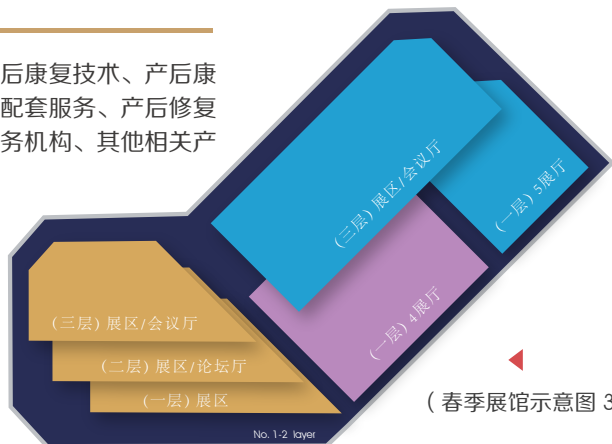 后康复技术、产后康
配套服务、产后修复
务机构、其他相关产
(三层) 展区/会议厅
(一层) 5展厅
(一层) 4展厅
(三层) 展区/会议厅
(二层) 展区/论坛厅
(一层) 展区
No. 1-2 layer
( 春季展馆示意图 3